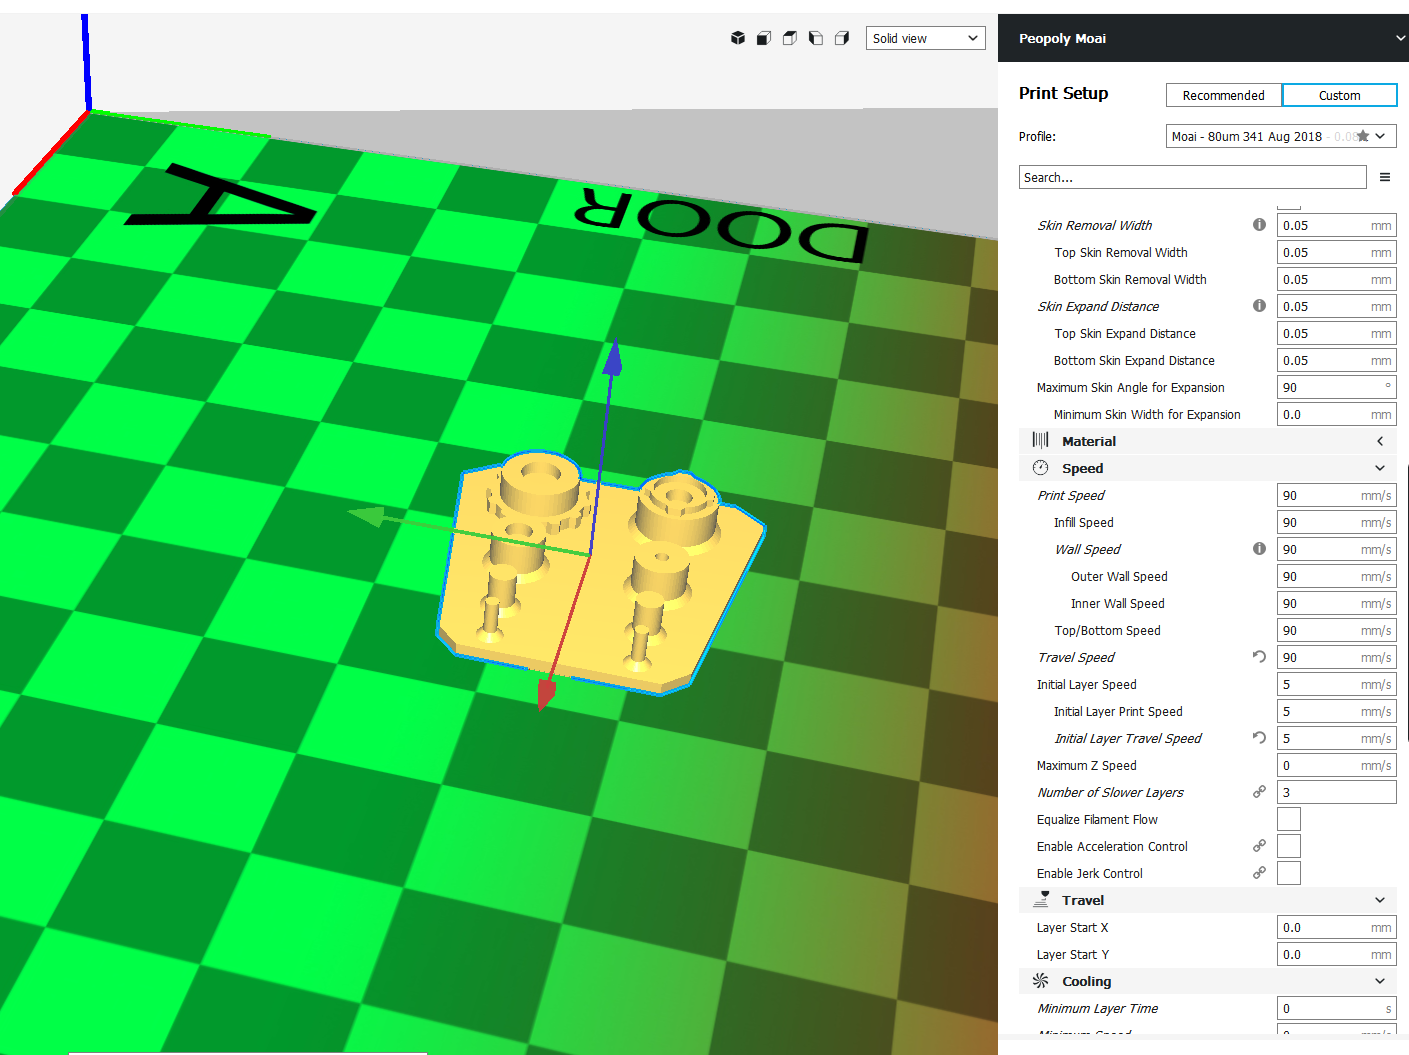 Solid view
Peopoly Moai
Print Setup
Recommended
Custom
Profile:
Moai - 80um 341 Aug 2018 - 0.08
Search...
Skin Removal Width 0.05 mm
Top Skin Removal Width 0.05 mm
Bottom Skin Removal Width 0.05 mm
Skin Expand Distance 0.05 mm
Top Skin Expand Distance 0.05 mm
Bottom Skin Expand Distance 0.05 mm
Maximum Skin Angle for Expansion 90 °
Minimum Skin Width for Expansion 0.0 mm
Material
Speed
Print Speed 90 mm/s
Infill Speed 90 mm/s
Wall Speed 90 mm/s
Outer Wall Speed 90 mm/s
Inner Wall Speed 90 mm/s
Top/Bottom Speed 90 mm/s
Travel Speed 90 mm/s
Initial Layer Speed 5 mm/s
Initial Layer Print Speed 5 mm/s
Initial Layer Travel Speed 5 mm/s
Maximum Z Speed 0 mm/s
Number of Slower Layers 3
Equalize Filament Flow
Enable Acceleration Control
Enable Jerk Control
Travel
Layer Start X 0.0 mm
Layer Start Y 0.0 mm
Cooling
Minimum Layer Time 0 s
Minimum Speed 0 mm/s
A
DOOR